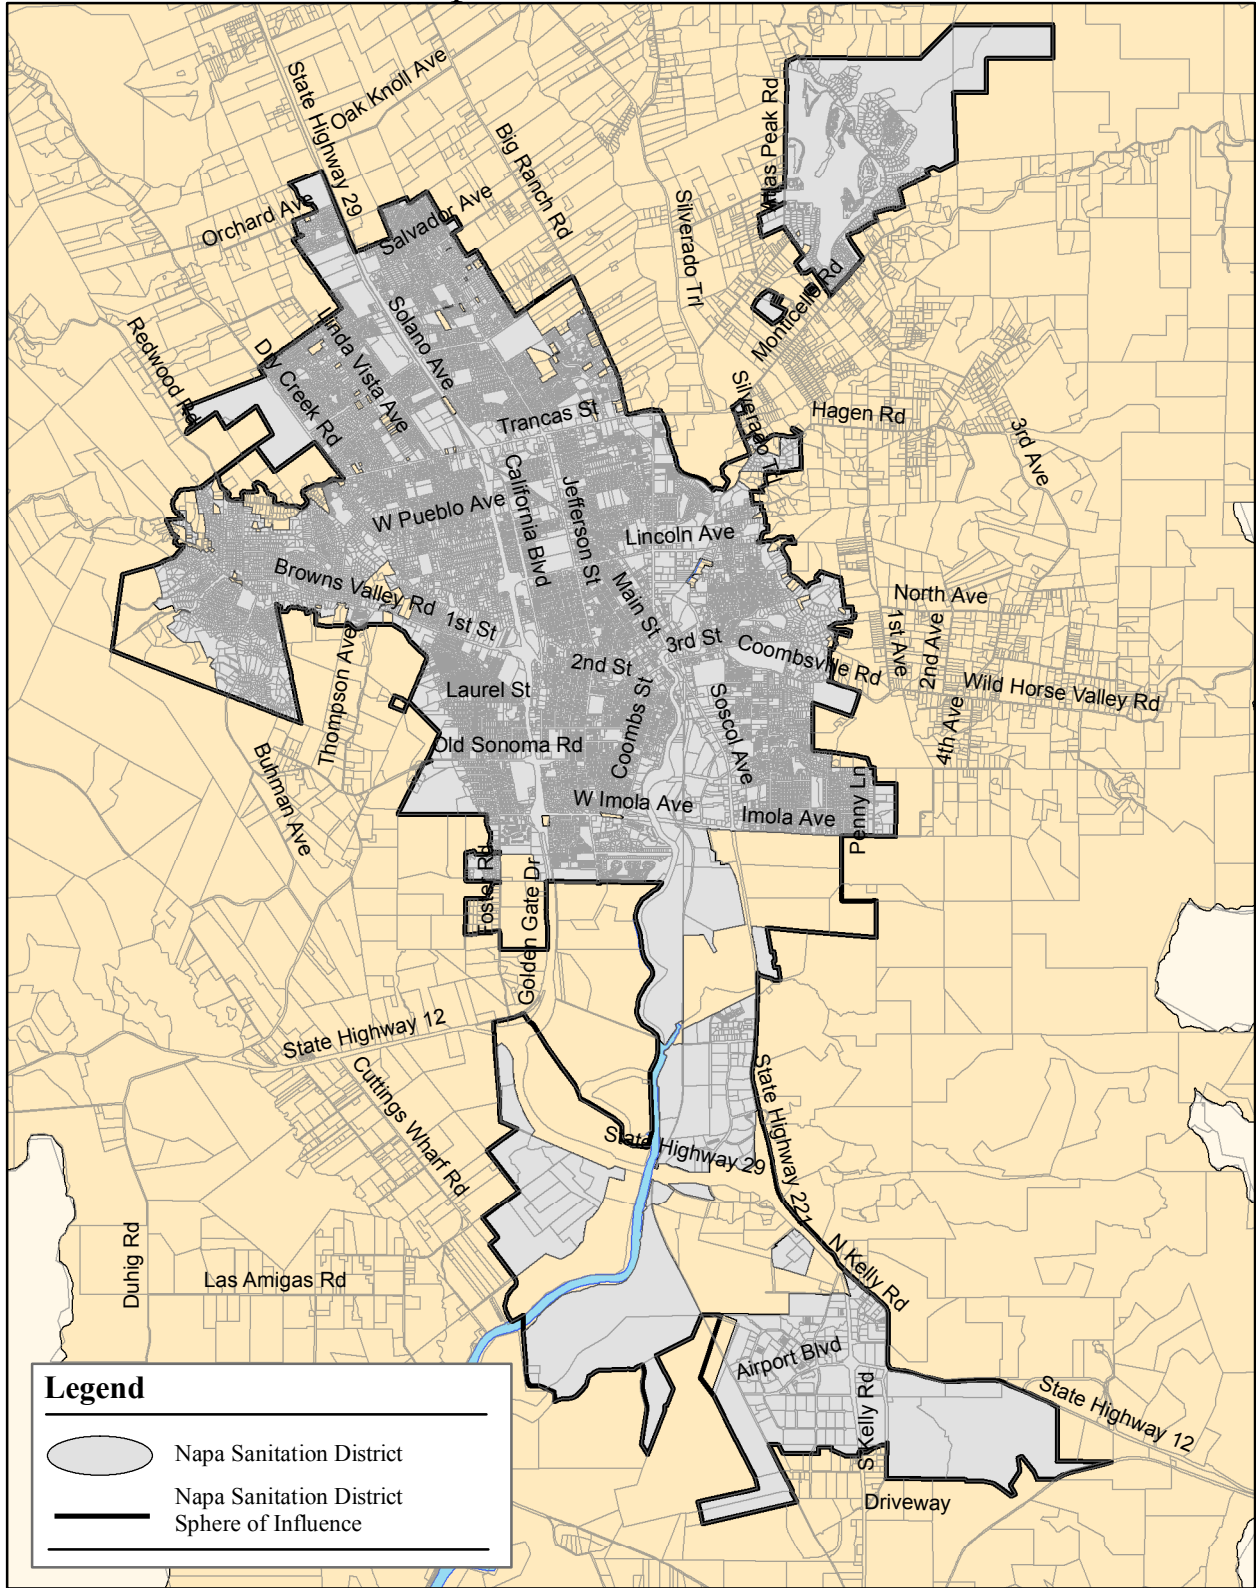 State Highway 29
Oak Knoll Ave
Big Ranch Rd
Atlas Peak Rd
Orchard Ave
Salvador Ave
Silverado Trl
Monticello Rd
Redwood Rd
Dry Creek Rd
Linda Vista Ave
Solano Ave
Trancas St
Silverado Trl
Hagen Rd
3rd Ave
W Pueblo Ave
California Blvd
Jefferson St
Lincoln Ave
Browns Valley Rd
1st St
Main St
3rd St
Coombsville Rd
North Ave
1st Ave
2nd Ave
Wild Horse Valley Rd
4th Ave
2nd St
Laurel St
Thompson Ave
Coombs St
Soscol Ave
Old Sonoma Rd
Buhman Ave
W Imola Ave
Imola Ave
Penny Ln
Foster Rd
Golden Gate Dr
State Highway 12
Cuttings Wharf Rd
State Highway 29
State Highway 221
Duhig Rd
Las Amigas Rd
N Kelly Rd
Airport Blvd
S Kelly Rd
State Highway 12
Driveway
Legend
Napa Sanitation District
Napa Sanitation District
Sphere of Influence